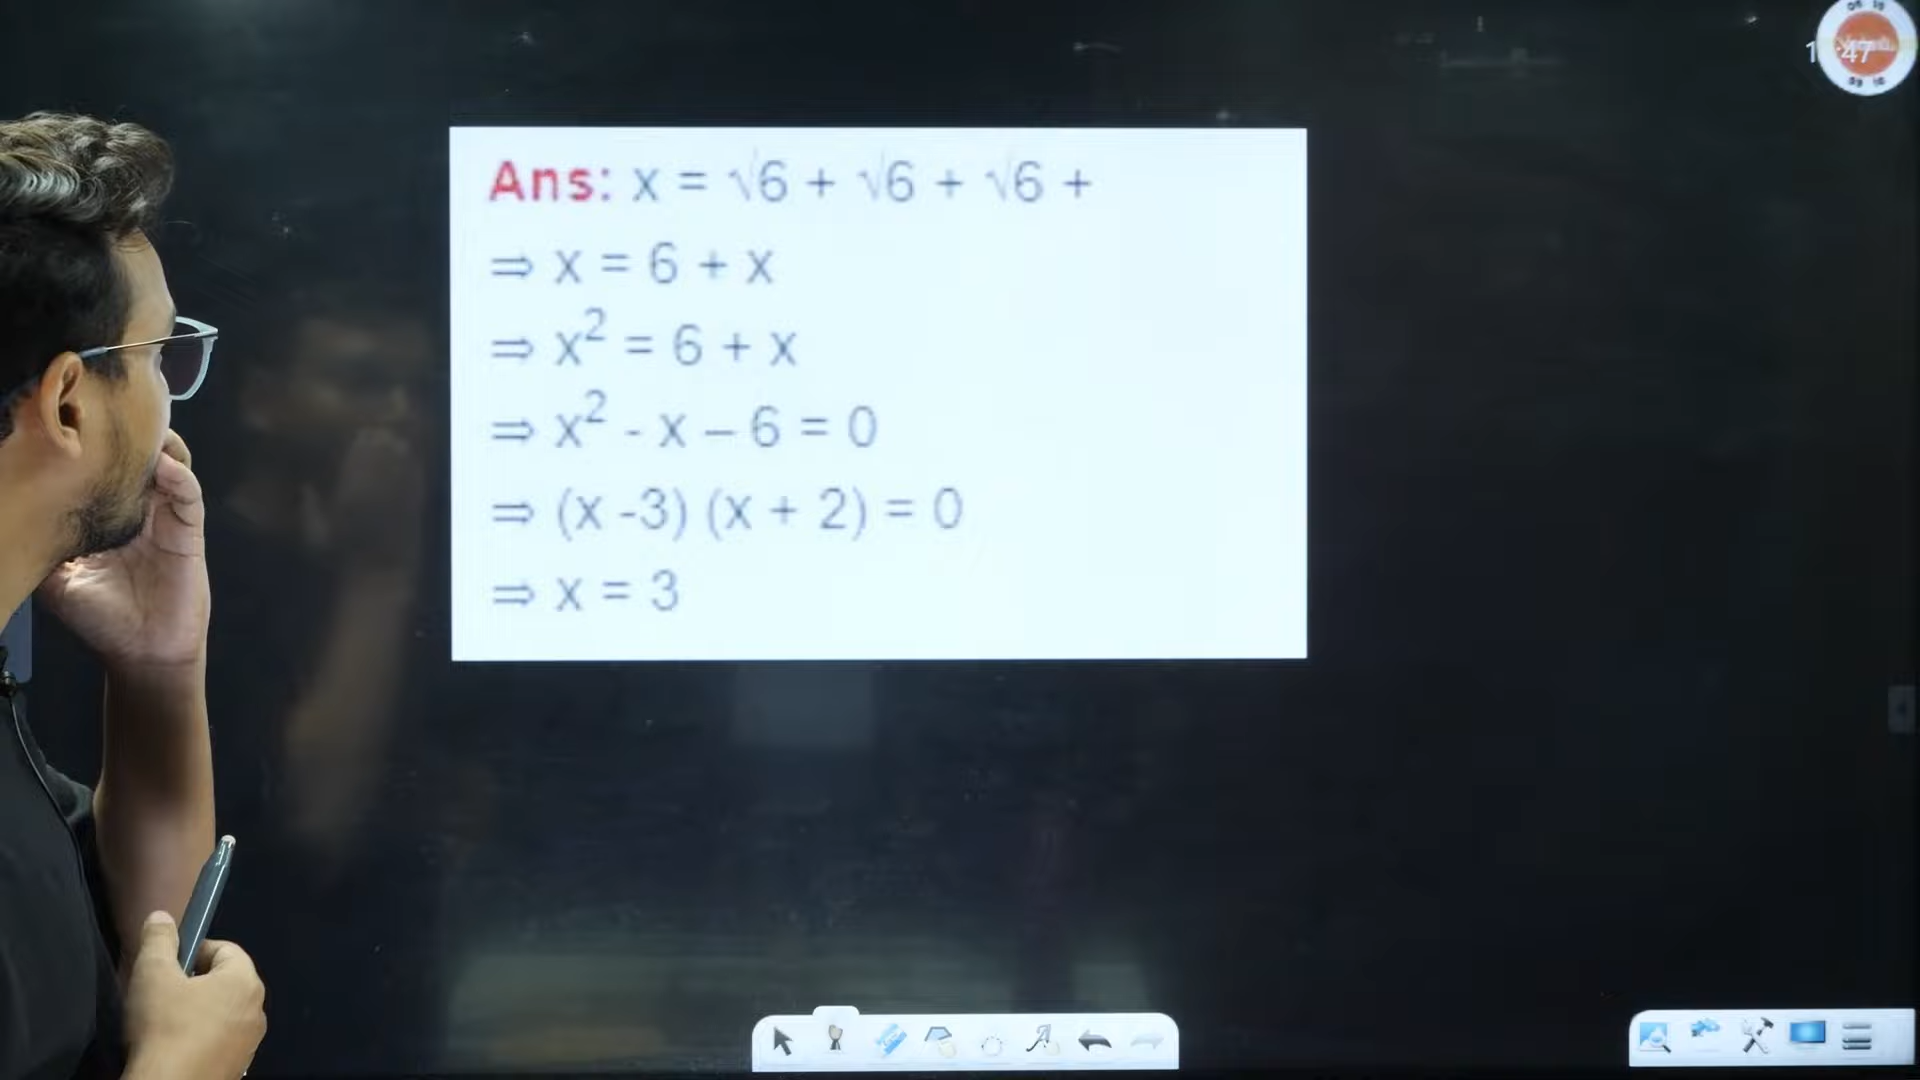 Ans: x = √6 + √6 + √6 +
⇒ x = 6 + x
⇒ x² = 6 + x
⇒ x² - x – 6 = 0
⇒ (x -3) (x + 2) = 0
⇒ x = 3